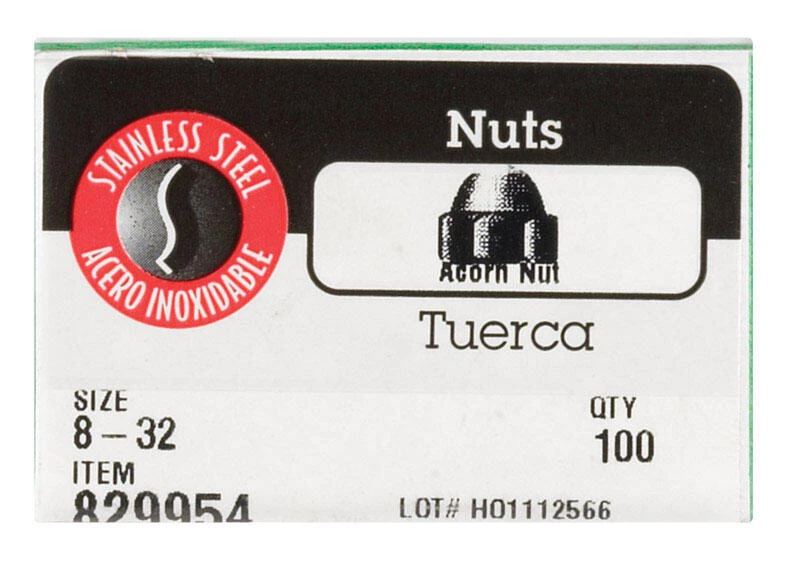 STAINLESS STEEL
ACERO INOXIDABLE
Nuts
Acorn Nut
Tuerca
SIZE
8-32
QTY
100
ITEM
829954
LOT# H01112566